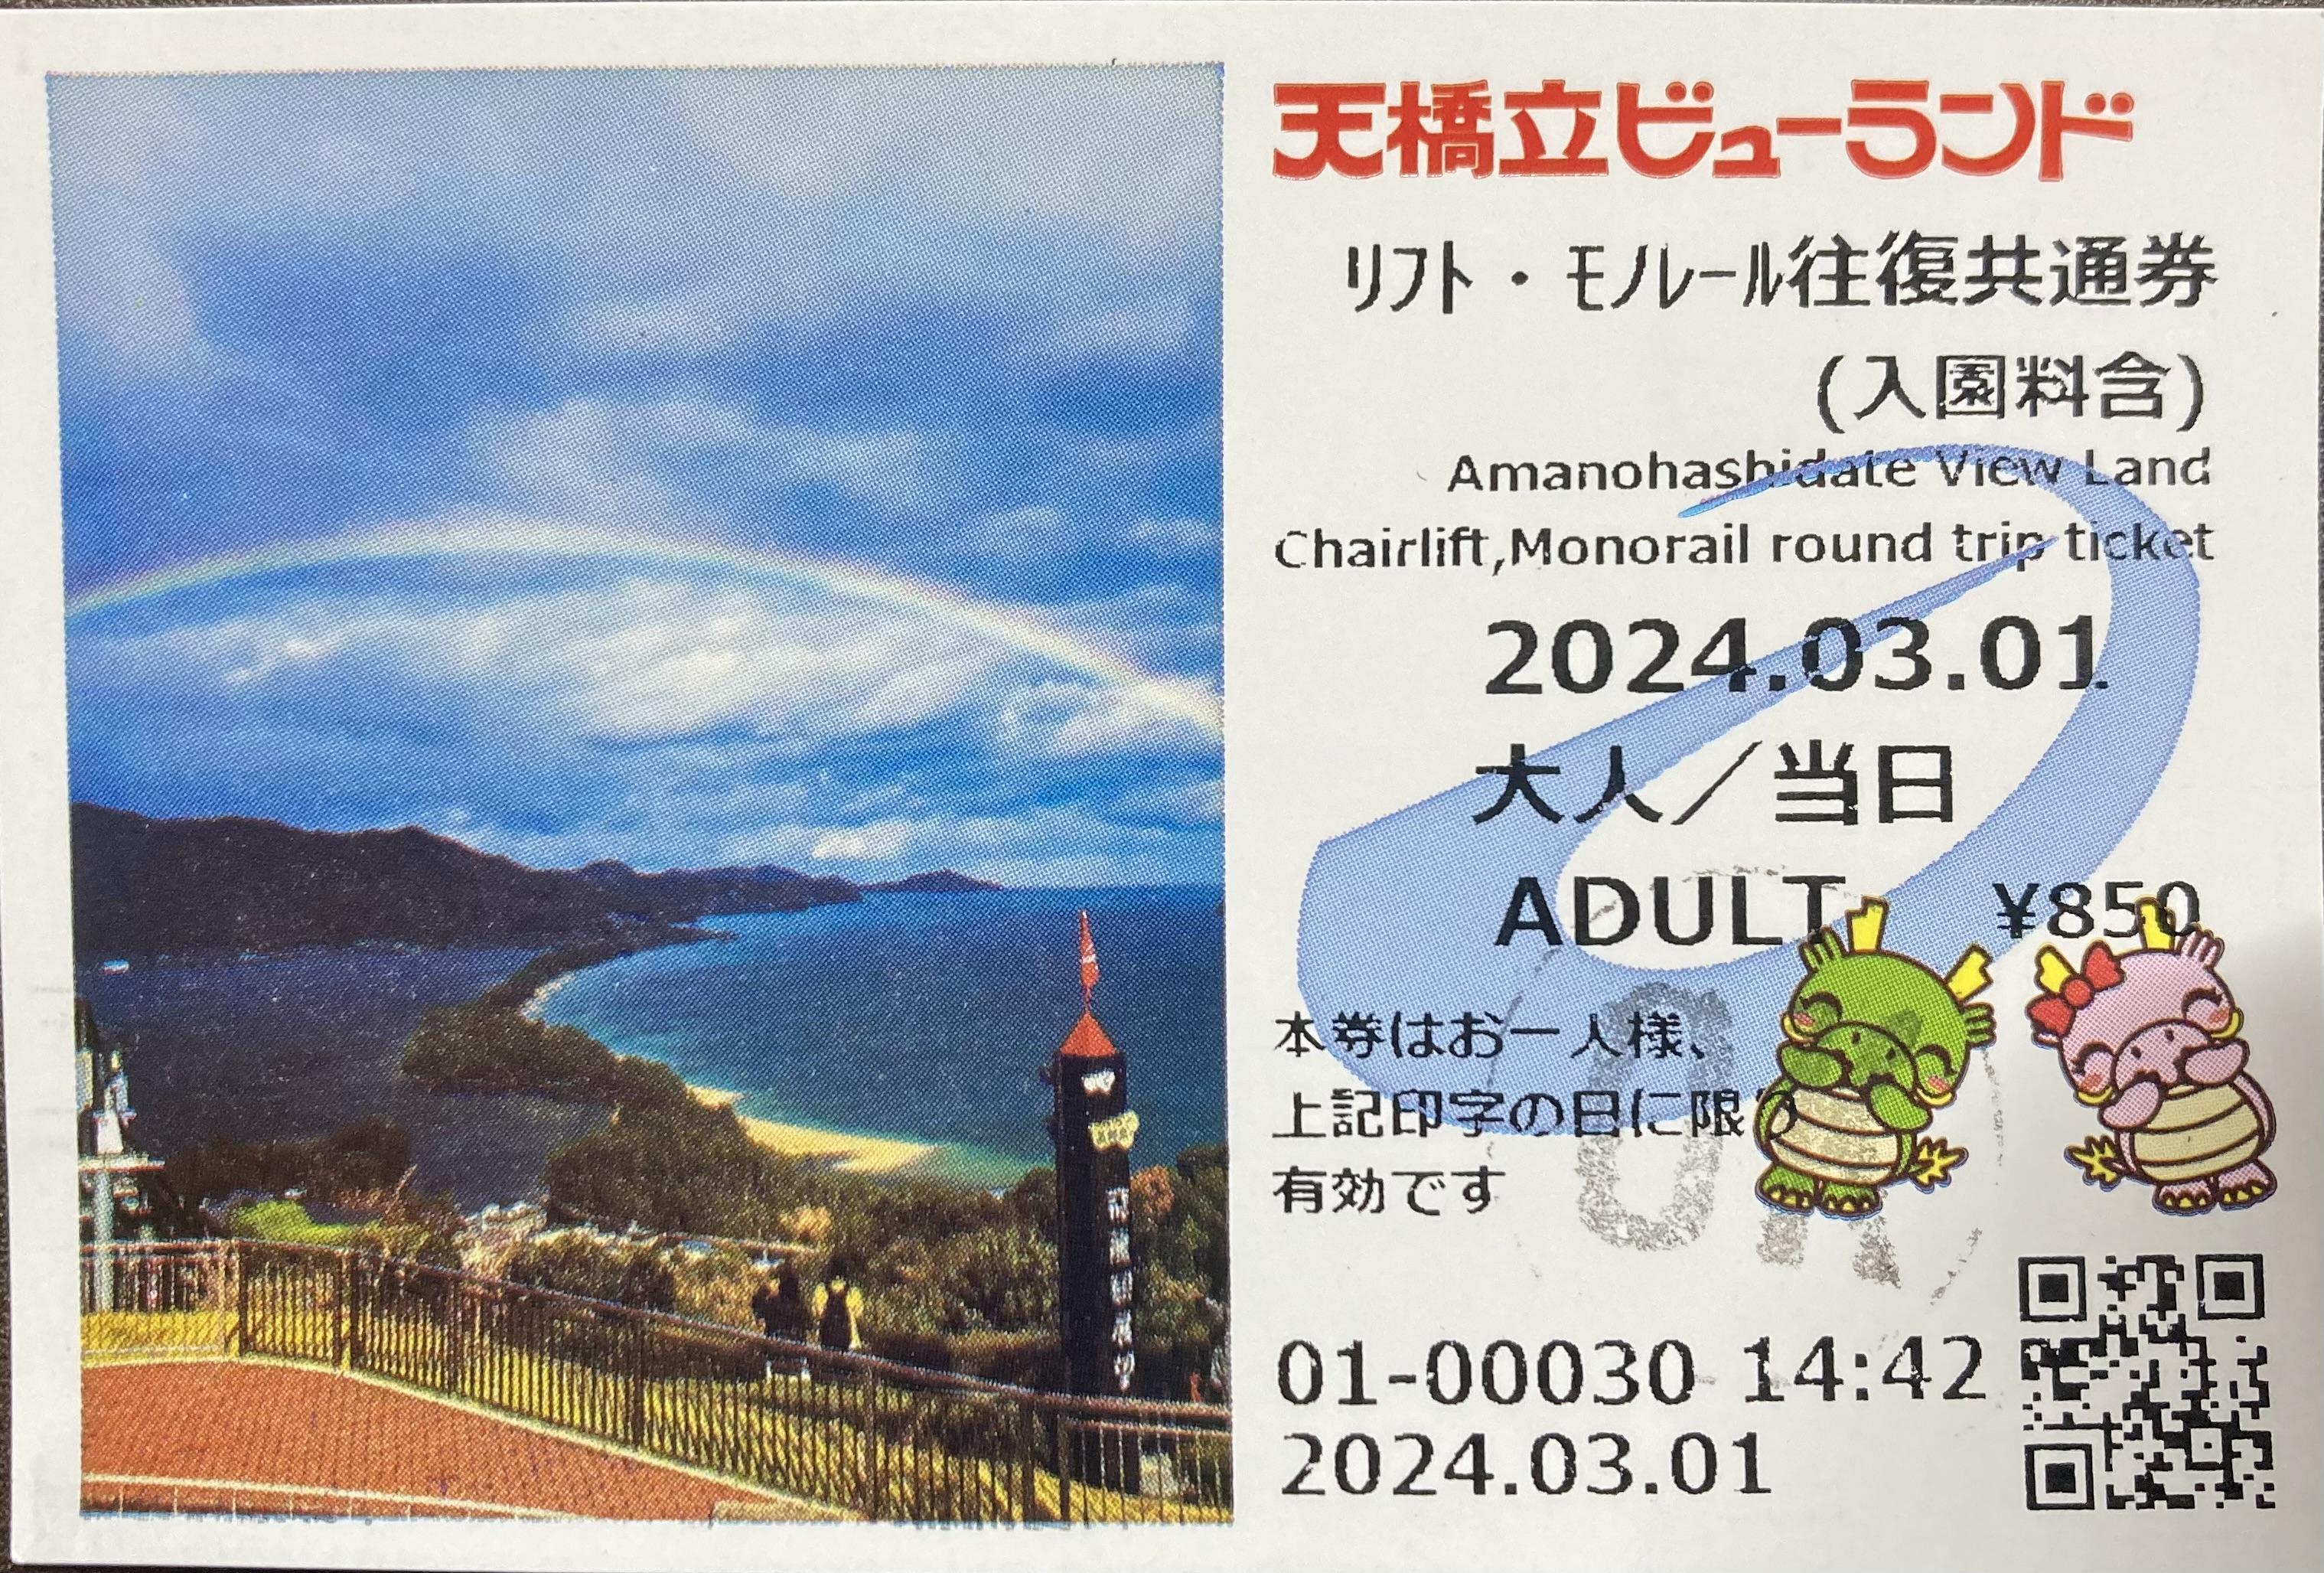 天橋立ビューランド
リフト・モノレール往復共通券
(入園料含)
Amanohashidate View Land
Chairlift,Monorail round trip ticket
2024.03.01
大人／当日
ADULT ¥850
本券はお一人様、
上記印字の日に限り
有効です
OK
01-00030 14:42
2024.03.01